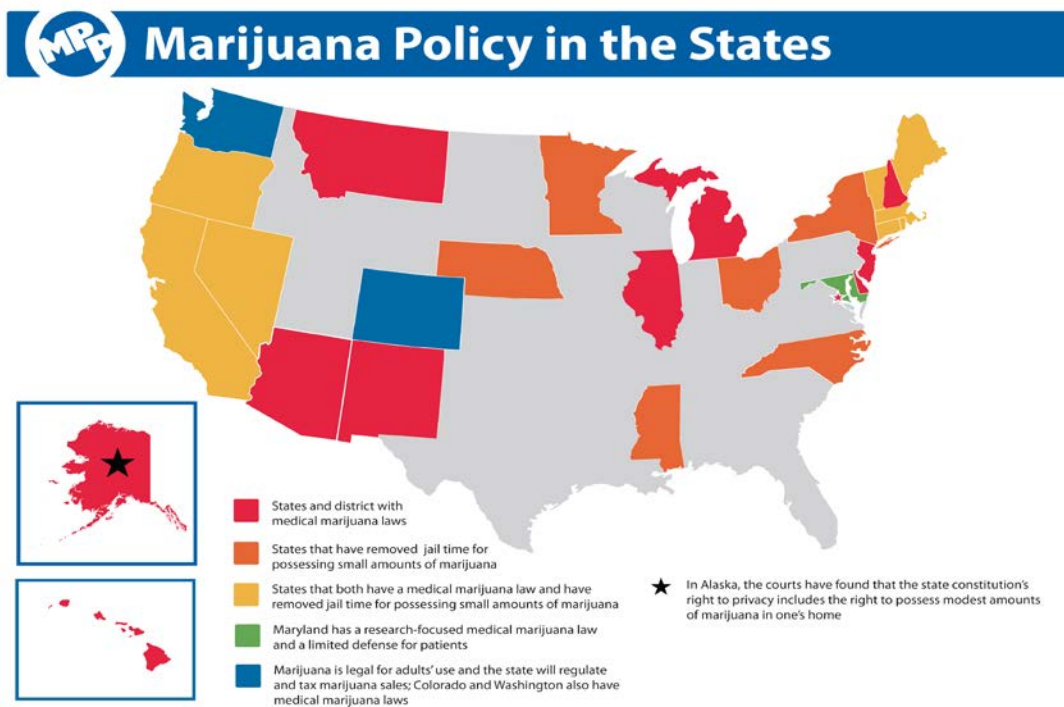 MPP
Marijuana Policy in the States
States and district with
medical marijuana laws
States that have removed jail time for
possessing small amounts of marijuana
States that both have a medical marijuana law and have
removed jail time for possessing small amounts of marijuana
Maryland has a research-focused medical marijuana law
and a limited defense for patients
Marijuana is legal for adults' use and the state will regulate
and tax marijuana sales; Colorado and Washington also have
medical marijuana laws
In Alaska, the courts have found that the state constitution's
right to privacy includes the right to possess modest amounts
of marijuana in one's home